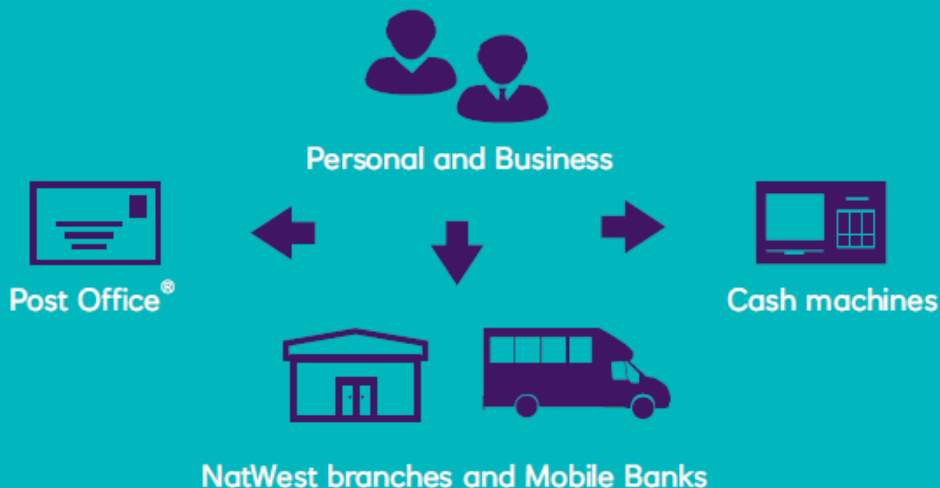 Personal and Business
Post Office®
Cash machines
NatWest branches and Mobile Banks